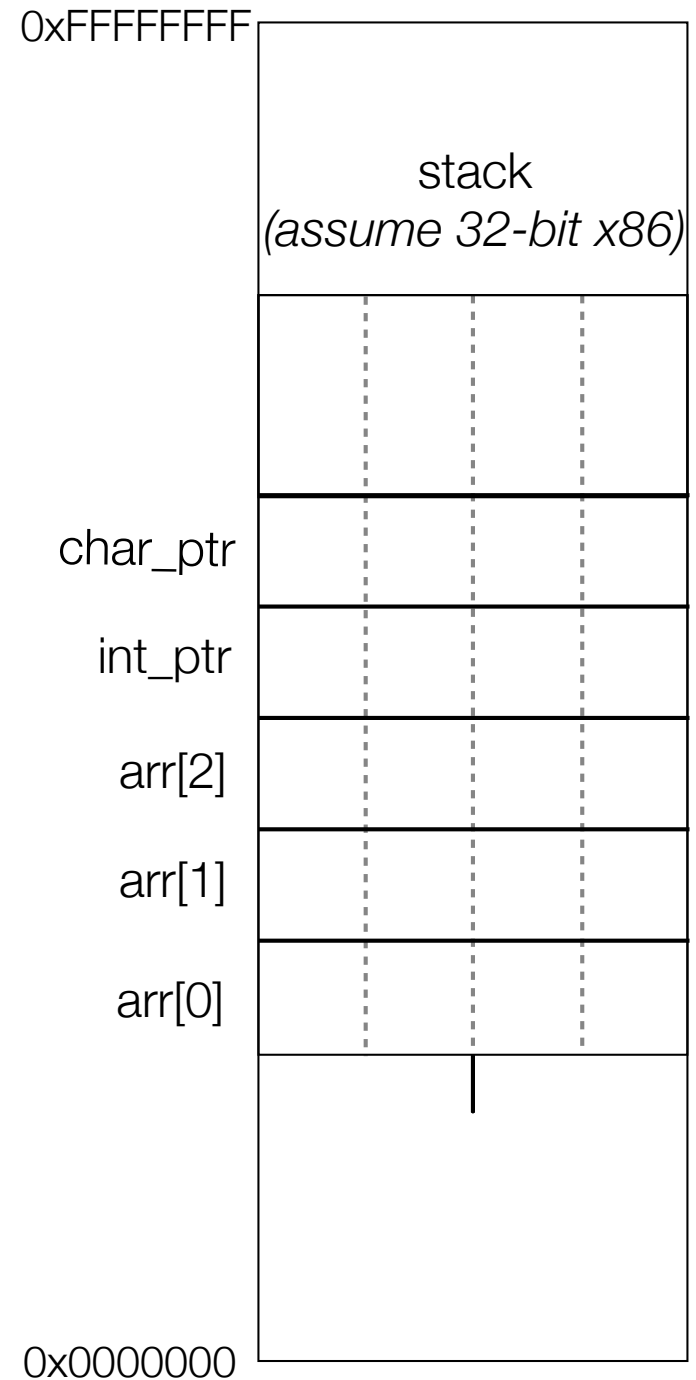 0xFFFFFFFF
stack
(assume 32-bit x86)
char_ptr
int_ptr
arr[2]
arr[1]
arr[0]
0x0000000